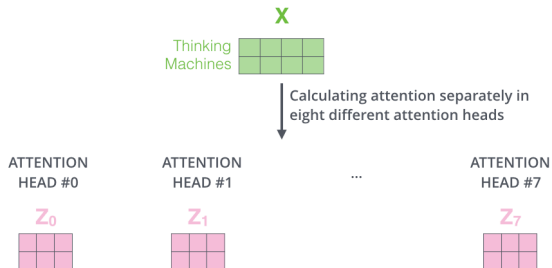 X
Thinking
Machines
Calculating attention separately in
eight different attention heads
ATTENTION
HEAD #0
ATTENTION
HEAD #1
...
ATTENTION
HEAD #7
Z0
Z1
Z7